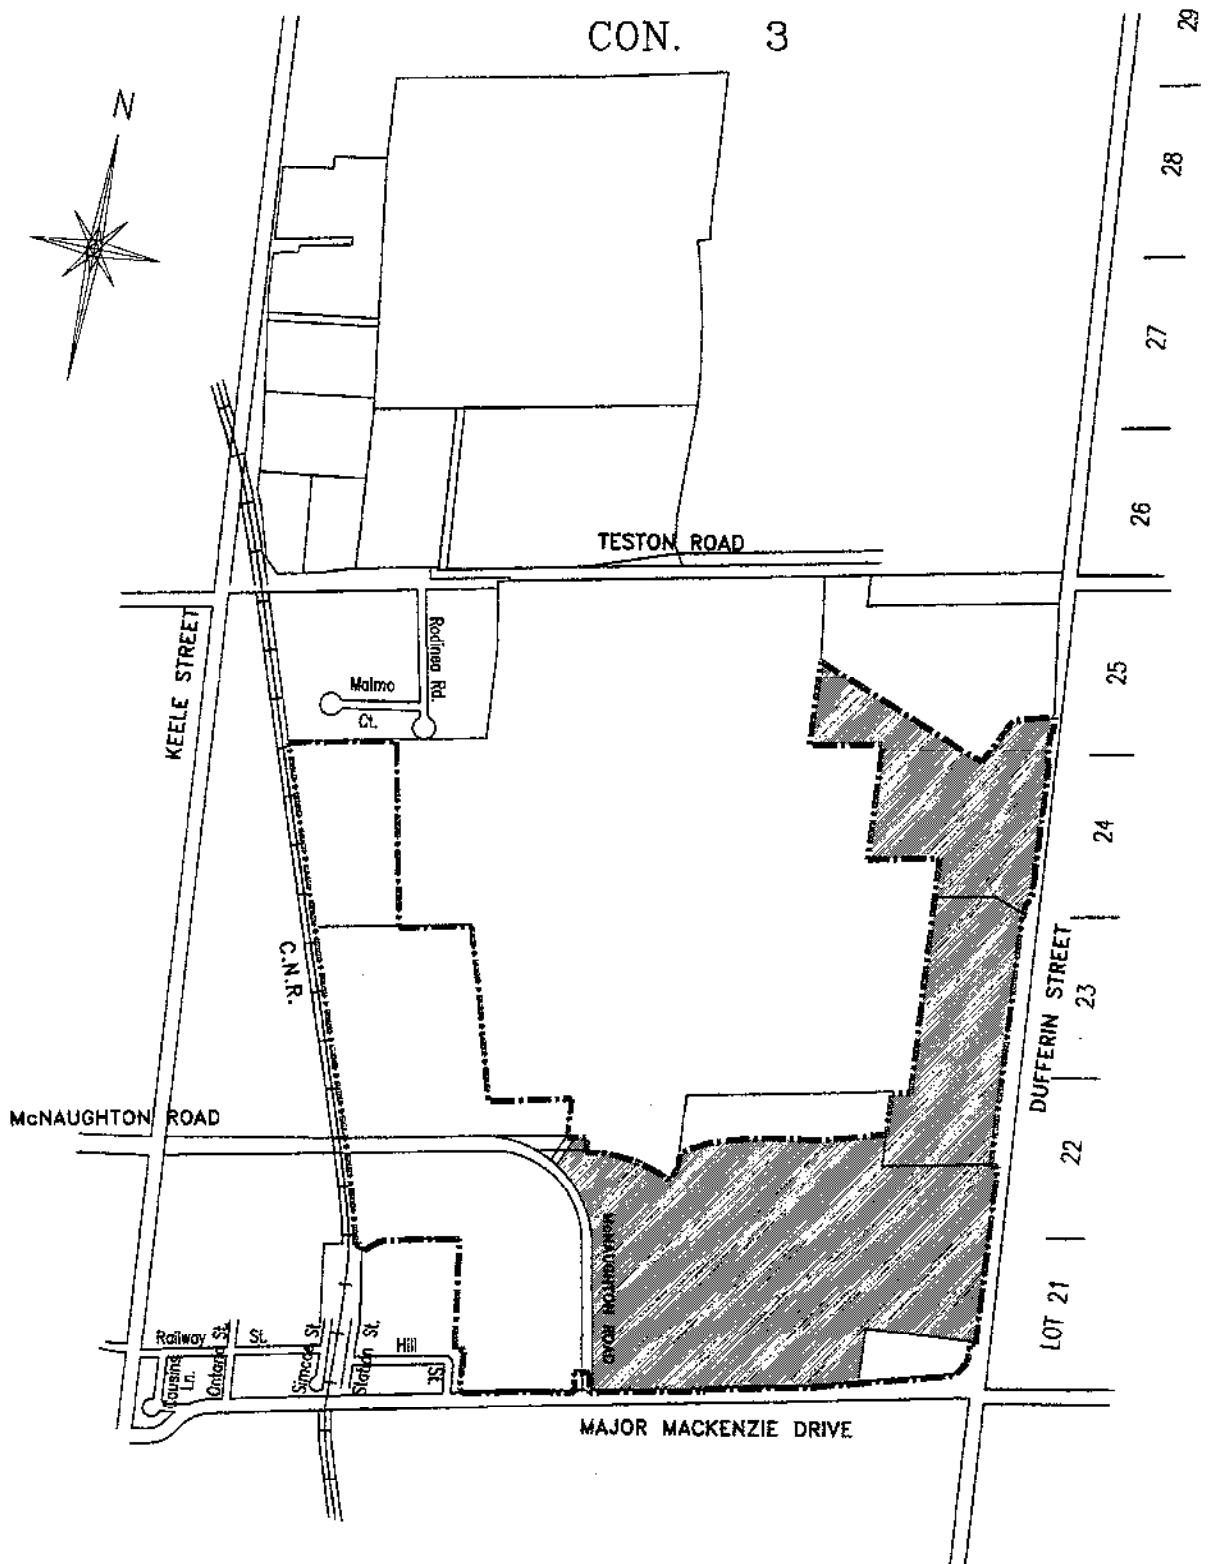 CON. 3
29
N
28
27
26
TESTON ROAD
KEELE STREET
Rodinea Rd.
Malmo
Ct.
25
24
C.N.R.
DUFFERIN STREET
23
McNAUGHTON ROAD
22
McNAUGHTON ROAD
LOT 21
Railway St.
Cousins Ln.
Ontario St.
Simcoe St.
Station St.
Hill St.
MAJOR MACKENZIE DRIVE